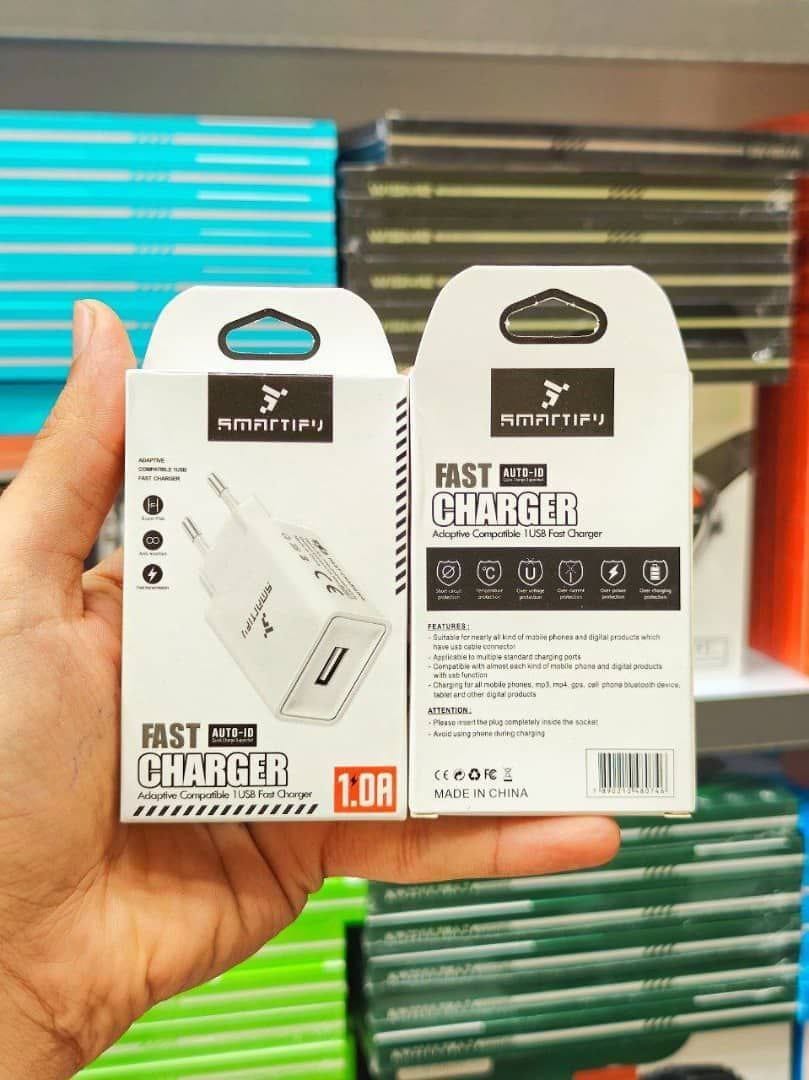 SMARTIFY
ADAPTIVE
COMPATIBLE 1USB
FAST CHARGER
SMARTIFY
FAST AUTO-ID
CHARGER
Adaptive Compatible 1USB Fast Charger
1.0A
SMARTIFY
FAST AUTO-ID
CHARGER
Adaptive Compatible 1USB Fast Charger
Short circuit protection
Temperature protection
Over voltage protection
Over current protection
Over power protection
Over charging protection
FEATURES:
- Suitable for nearly all kind of mobile phones and digital products which
have usb cable connector
- Applicable to multiple standard charging ports
- Compatible with almost each kind of mobile phone and digital products
with usb function
- Charging for all mobile phones, mp3, mp4, gps, cell phone bluetooth device,
tablet and other digital products
ATTENTION:
- Please insert the plug completely inside the socket
- Avoid using phone during charging
CE FC
MADE IN CHINA